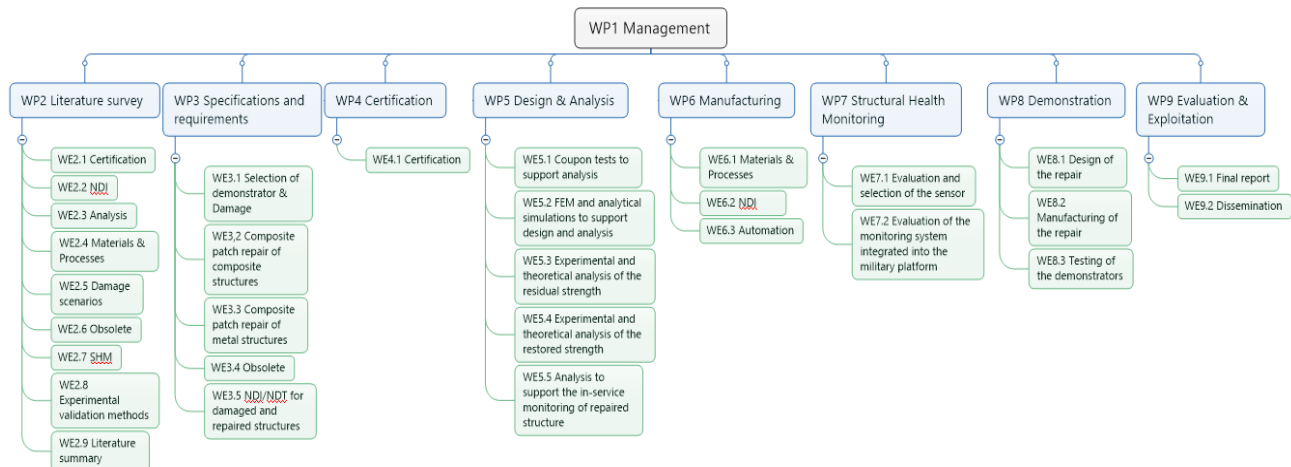 WP1 Management
WP2 Literature survey
WE2.1 Certification
WE2.2 NDI
WE2.3 Analysis
WE2.4 Materials &
Processes
WE2.5 Damage
scenarios
WE2.6 Obsolete
WE2.7 SHM
WE2.8
Experimental
validation methods
WE2.9 Literature
summary
WP3 Specifications and
requirements
WE3.1 Selection of
demonstrator &
Damage
WE3,2 Composite
patch repair of
composite
structures
WE3.3 Composite
patch repair of
metal structures
WE3.4 Obsolete
WE3.5 NDI/NDT for
damaged and
repaired structures
WP4 Certification
WE4.1 Certification
WP5 Design & Analysis
WE5.1 Coupon tests to
support analysis
WE5.2 FEM and analytical
simulations to support
design and analysis
WE5.3 Experimental and
theoretical analysis of the
residual strength
WE5.4 Experimental and
theoretical analysis of the
restored strength
WE5.5 Analysis to
support the in-service
monitoring of repaired
structure
WP6 Manufacturing
WE6.1 Materials &
Processes
WE6.2 NDI
WE6.3 Automation
WP7 Structural Health
Monitoring
WE7.1 Evaluation and
selection of the sensor
WE7.2 Evaluation of the
monitoring system
integrated into the
military platform
WP8 Demonstration
WE8.1 Design of
the repair
WE8.2
Manufacturing of
the repair
WE8.3 Testing of
the demonstrators
WP9 Evaluation &
Exploitation
WE9.1 Final report
WE9.2 Dissemination